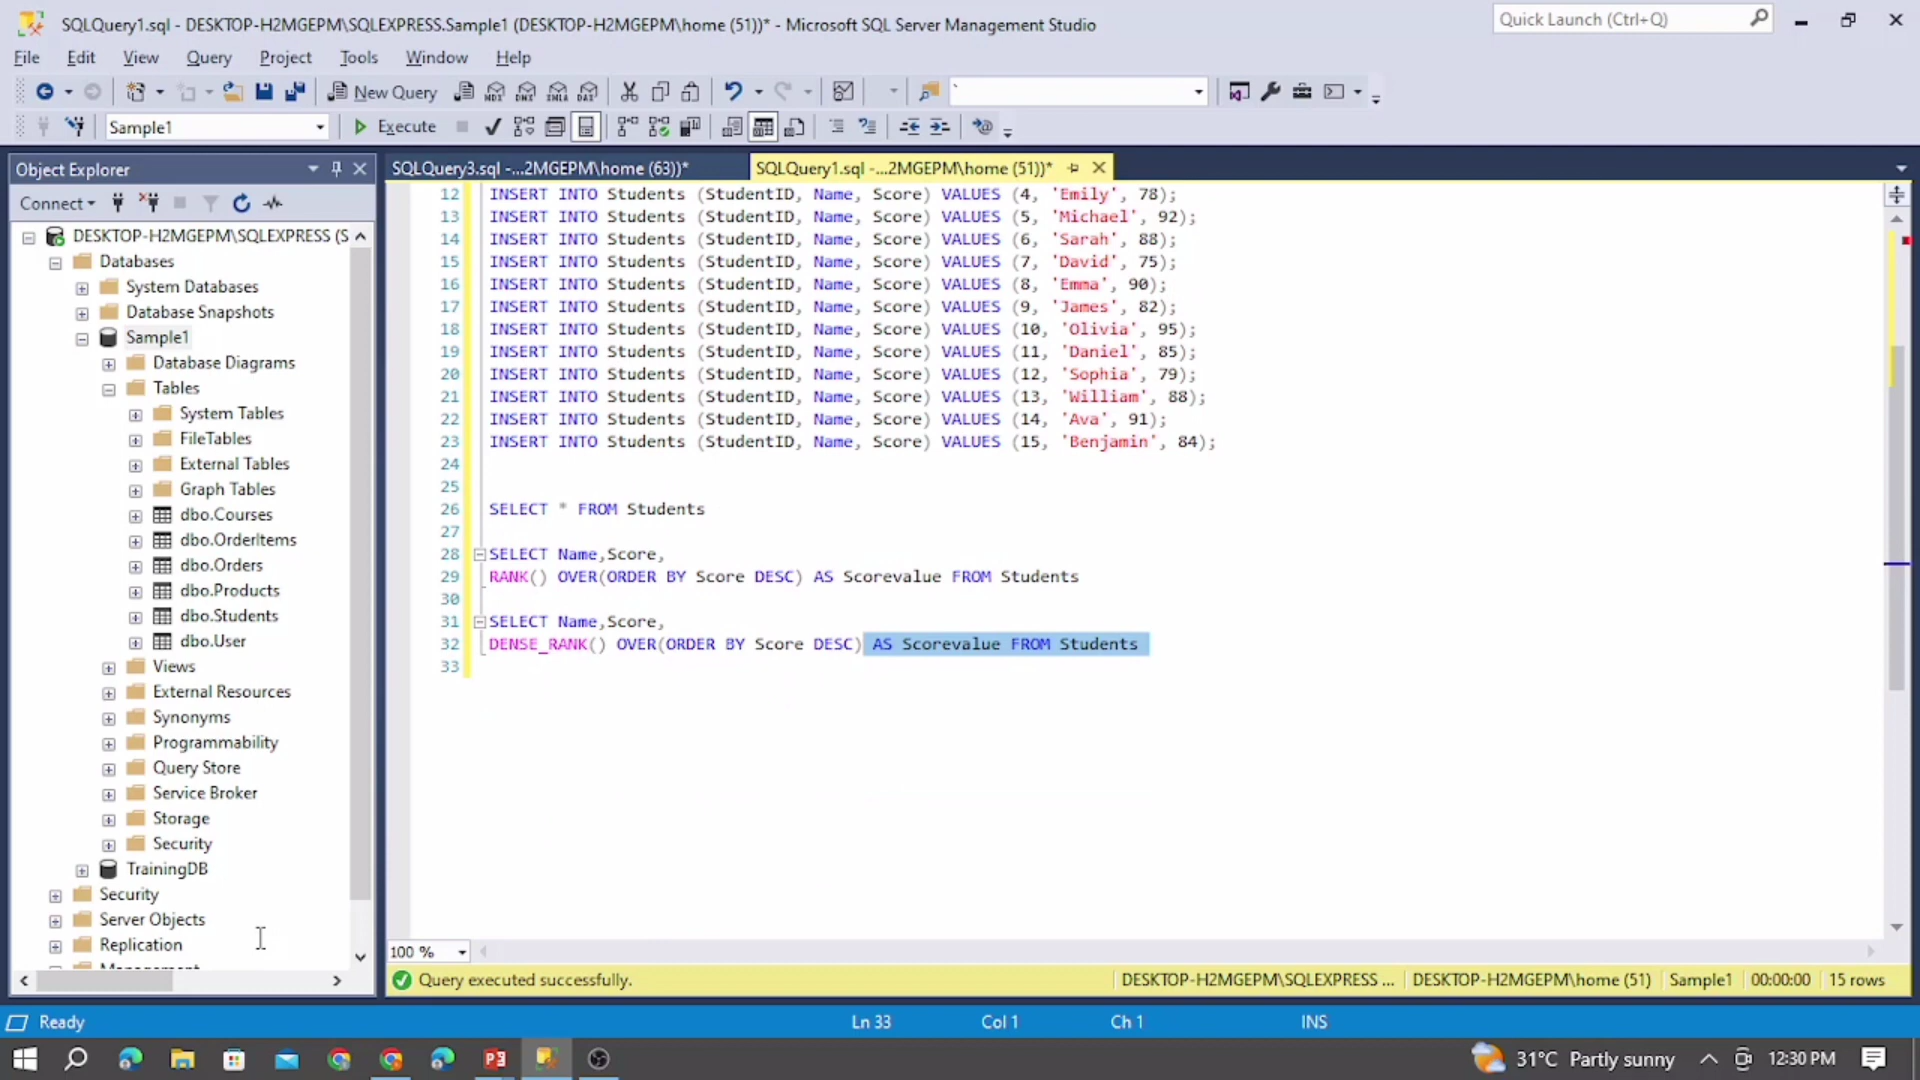 SQLQuery1.sql - DESKTOP-H2MGEPM\SQLEXPRESS.Sample1 (DESKTOP-H2MGEPM\home (51))* - Microsoft SQL Server Management Studio
Quick Launch (Ctrl+Q)
File Edit View Query Project Tools Window Help
New Query
Sample1
Execute
Object Explorer
SQLQuery3.sql -...2MGEPM\home (63))*
SQLQuery1.sql -...2MGEPM\home (51))*
Connect
DESKTOP-H2MGEPM\SQLEXPRESS (S
Databases
System Databases
Database Snapshots
Sample1
Database Diagrams
Tables
System Tables
FileTables
External Tables
Graph Tables
dbo.Courses
dbo.OrderItems
dbo.Orders
dbo.Products
dbo.Students
dbo.User
Views
External Resources
Synonyms
Programmability
Query Store
Service Broker
Storage
Security
TrainingDB
Security
Server Objects
Replication
Management
12 INSERT INTO Students (StudentID, Name, Score) VALUES (4, 'Emily', 78);
13 INSERT INTO Students (StudentID, Name, Score) VALUES (5, 'Michael', 92);
14 INSERT INTO Students (StudentID, Name, Score) VALUES (6, 'Sarah', 88);
15 INSERT INTO Students (StudentID, Name, Score) VALUES (7, 'David', 75);
16 INSERT INTO Students (StudentID, Name, Score) VALUES (8, 'Emma', 90);
17 INSERT INTO Students (StudentID, Name, Score) VALUES (9, 'James', 82);
18 INSERT INTO Students (StudentID, Name, Score) VALUES (10, 'Olivia', 95);
19 INSERT INTO Students (StudentID, Name, Score) VALUES (11, 'Daniel', 85);
20 INSERT INTO Students (StudentID, Name, Score) VALUES (12, 'Sophia', 79);
21 INSERT INTO Students (StudentID, Name, Score) VALUES (13, 'William', 88);
22 INSERT INTO Students (StudentID, Name, Score) VALUES (14, 'Ava', 91);
23 INSERT INTO Students (StudentID, Name, Score) VALUES (15, 'Benjamin', 84);
24
25
26 SELECT * FROM Students
27
28 SELECT Name,Score,
29 RANK() OVER(ORDER BY Score DESC) AS Scorevalue FROM Students
30
31 SELECT Name,Score,
32 DENSE_RANK() OVER(ORDER BY Score DESC) AS Scorevalue FROM Students
33
100 %
Query executed successfully.
DESKTOP-H2MGEPM\SQLEXPRESS ... DESKTOP-H2MGEPM\home (51) Sample1 00:00:00 15 rows
Ready Ln 33 Col 1 Ch 1 INS
31°C Partly sunny 12:30 PM